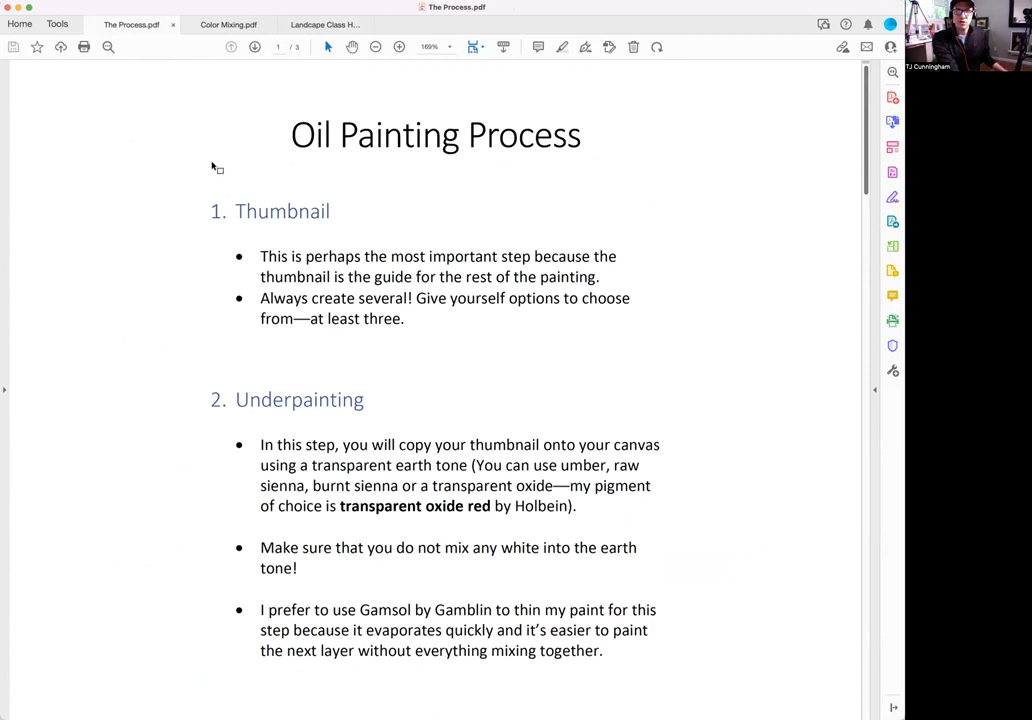 The Process.pdf
Home
Tools
The Process.pdf
Color Mixing.pdf
Landcape Class H...
1 / 3
169%
TJ Cunningham
Oil Painting Process
1. Thumbnail
• This is perhaps the most important step because the
thumbnail is the guide for the rest of the painting.
• Always create several! Give yourself options to choose
from—at least three.
2. Underpainting
• In this step, you will copy your thumbnail onto your canvas
using a transparent earth tone (You can use umber, raw
sienna, burnt sienna or a transparent oxide—my pigment
of choice is transparent oxide red by Holbein).
• Make sure that you do not mix any white into the earth
tone!
• I prefer to use Gamsol by Gamblin to thin my paint for this
step because it evaporates quickly and it's easier to paint
the next layer without everything mixing together.